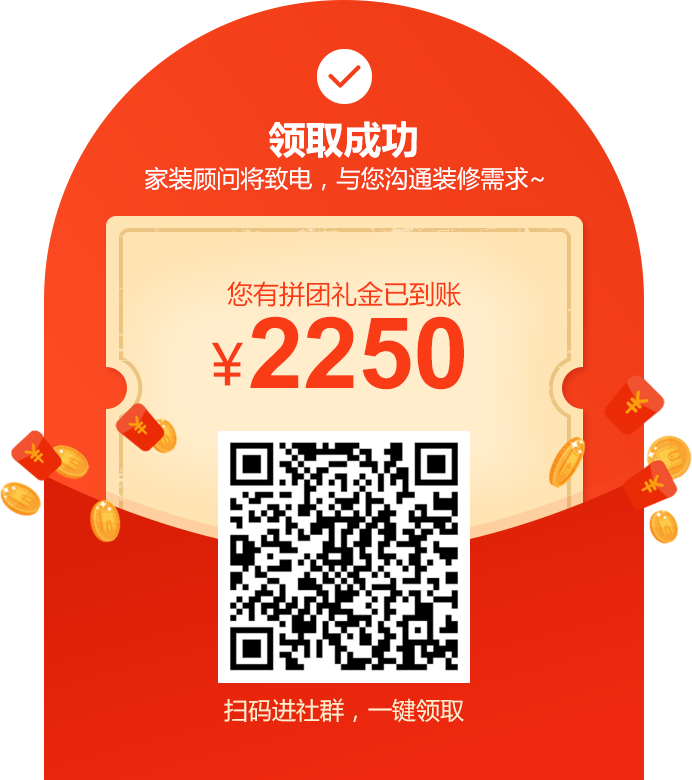 领取成功
家装顾问将致电，与您沟通装修需求~
您有拼团礼金已到账
¥2250
扫码进社群，一键领取